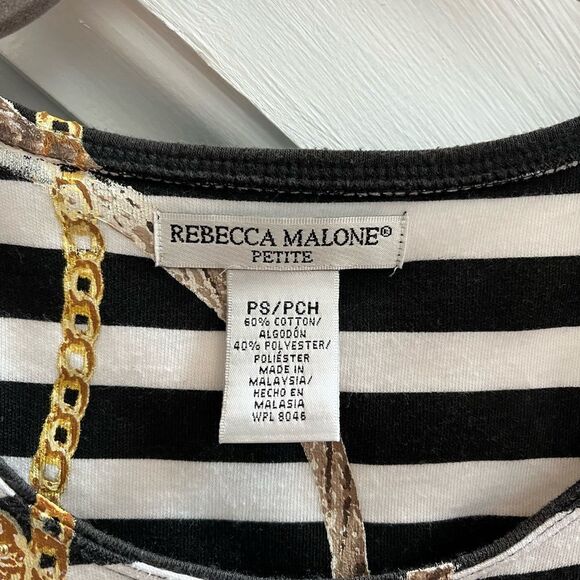 REBECCA MALONE®
PETITE
PS/PCH
60% COTTON/
ALGODÓN
40% POLYESTER/
POLIÉSTER
MADE IN
MALAYSIA/
HECHO EN
MALASIA
WPL 8046